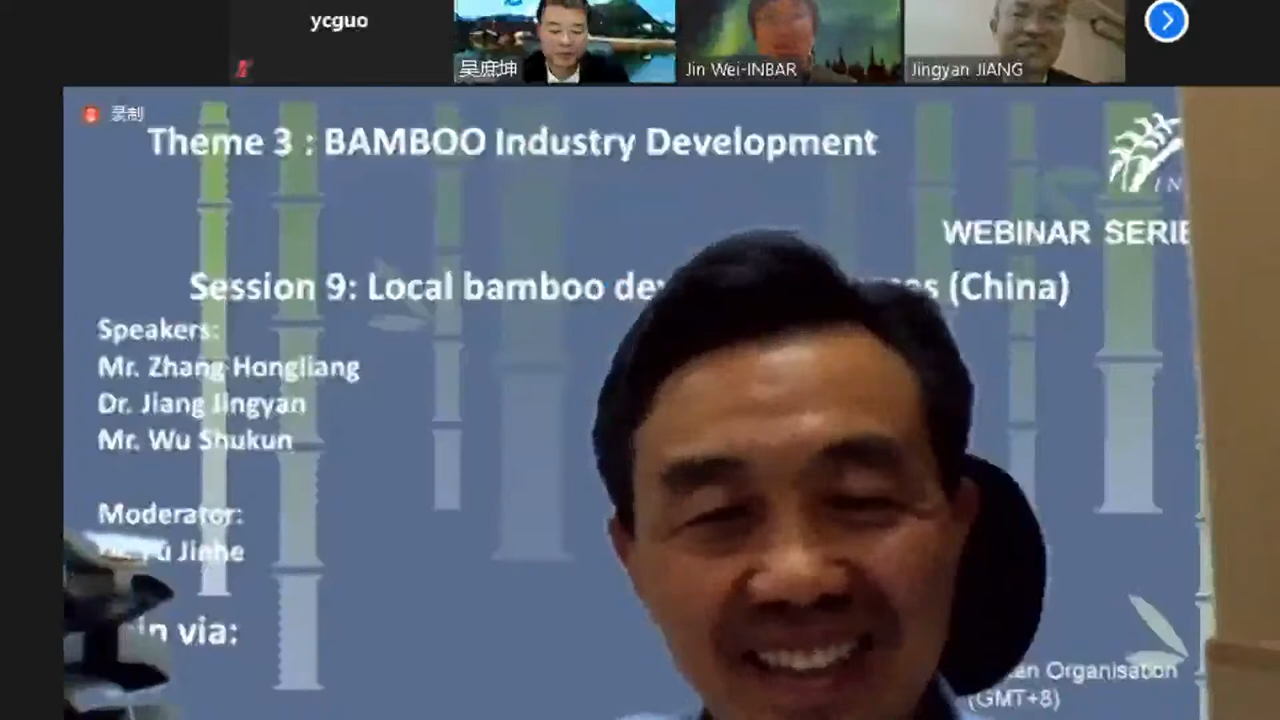 ycguo
吴庶坤
Jin Wei-INBAR
Jingyan JIANG
录制
Theme 3 : BAMBOO Industry Development
IN
WEBINAR SERIE
Session 9: Local bamboo de (China)
Speakers:
Mr. Zhang Hongliang
Dr. Jiang Jingyan
Mr. Wu Shukun
Moderator:
Jinhe
in via:
Organisation
(GMT+8)